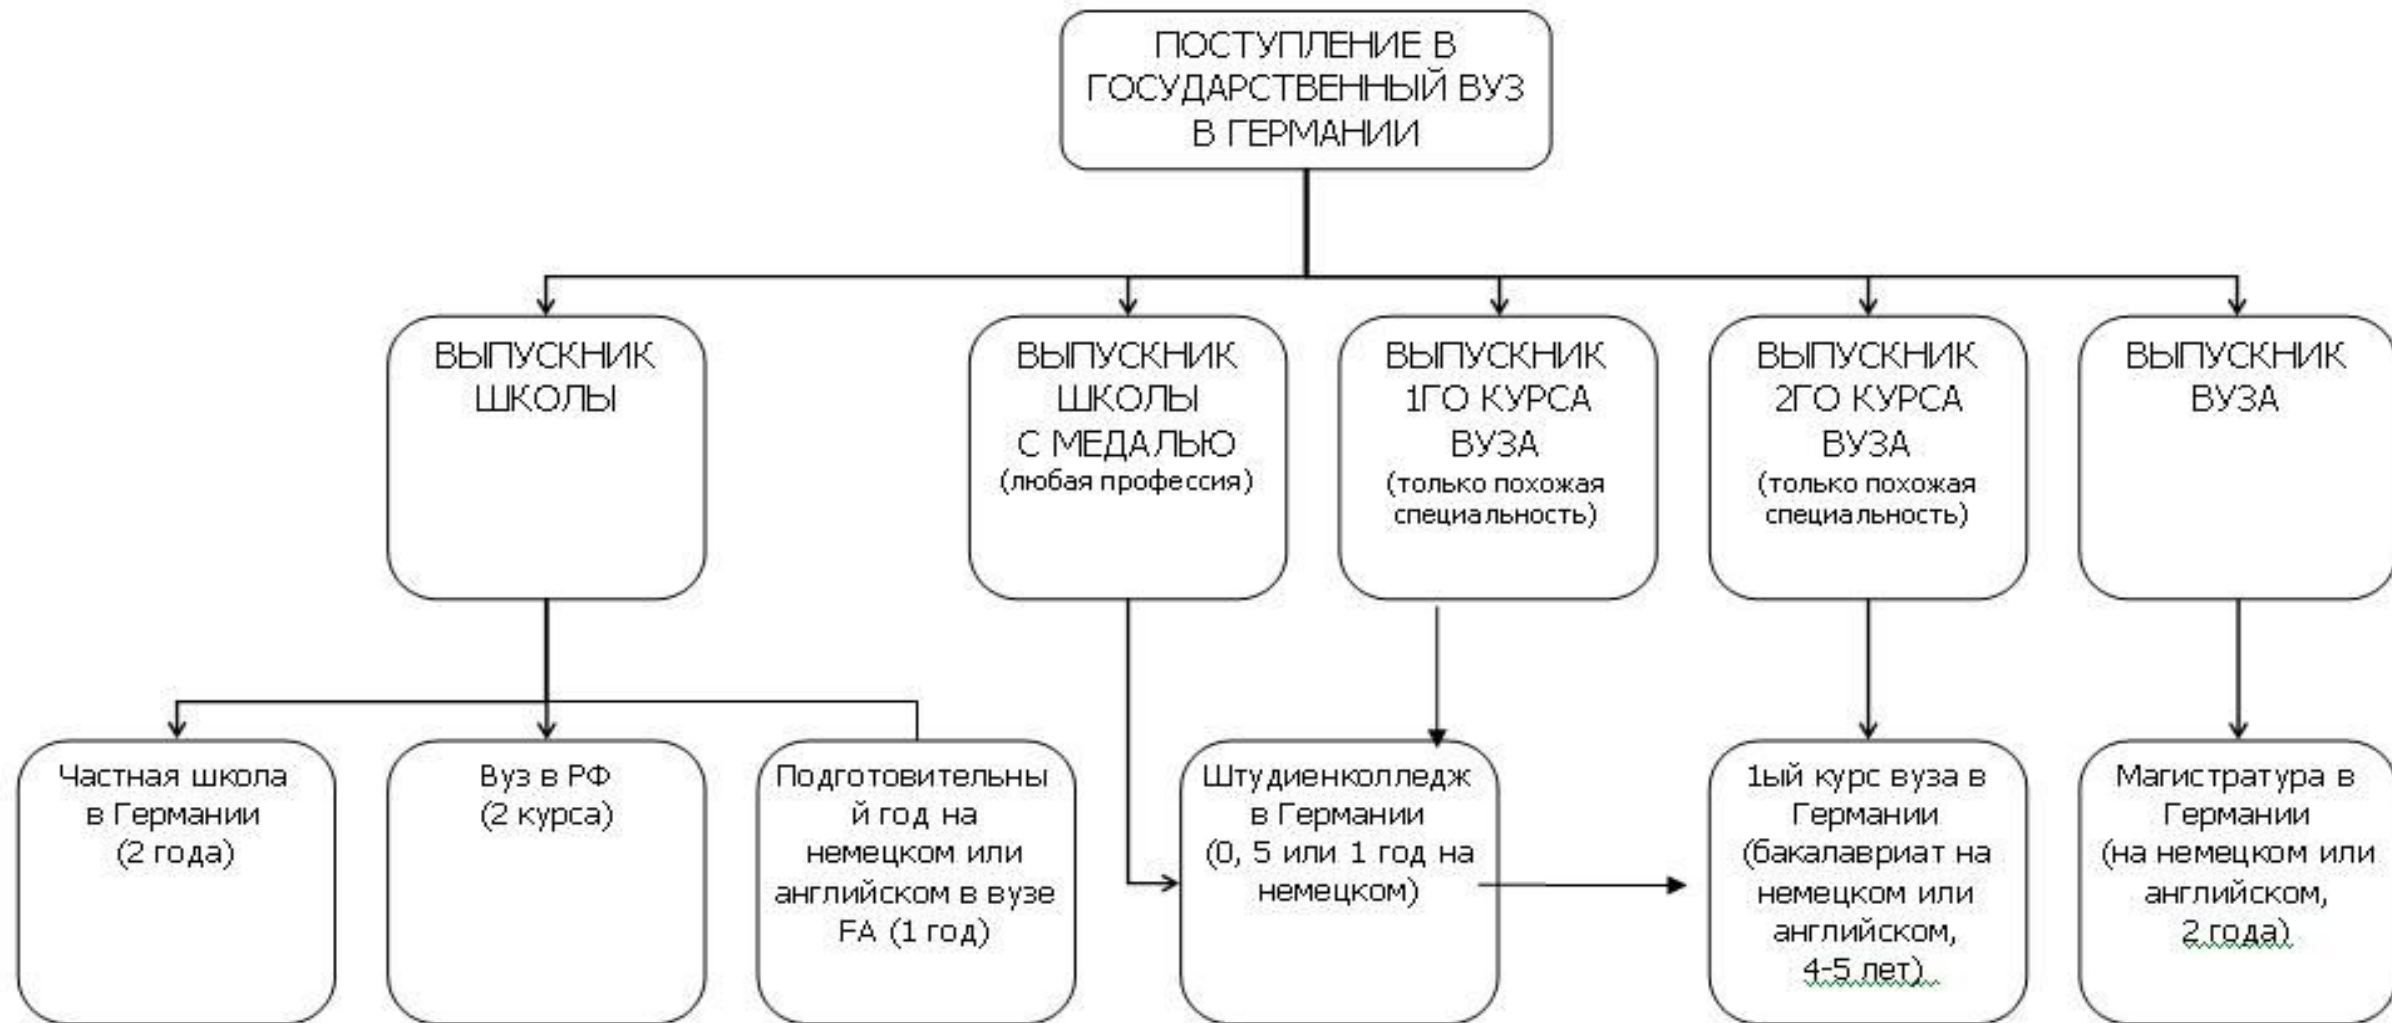 ПОСТУПЛЕНИЕ В
ГОСУДАРСТВЕННЫЙ ВУЗ
В ГЕРМАНИИ
ВЫПУСКНИК
ШКОЛЫ
ВЫПУСКНИК
ШКОЛЫ
С МЕДАЛЬЮ
(любая профессия)
ВЫПУСКНИК
1ГО КУРСА
ВУЗА
(только похожая
специальность)
ВЫПУСКНИК
2ГО КУРСА
ВУЗА
(только похожая
специальность)
ВЫПУСКНИК
ВУЗА
Частная школа
в Германии
(2 года)
Вуз в РФ
(2 курса)
Подготовительны
й год на
немецком или
английском в вузе
FA (1 год)
Штудиенколледж
в Германии
(0, 5 или 1 год на
немецком)
1ый курс вуза в
Германии
(бакалавриат на
немецком или
английском,
4-5 лет)
Магистратура в
Германии
(на немецком или
английском,
2 года)